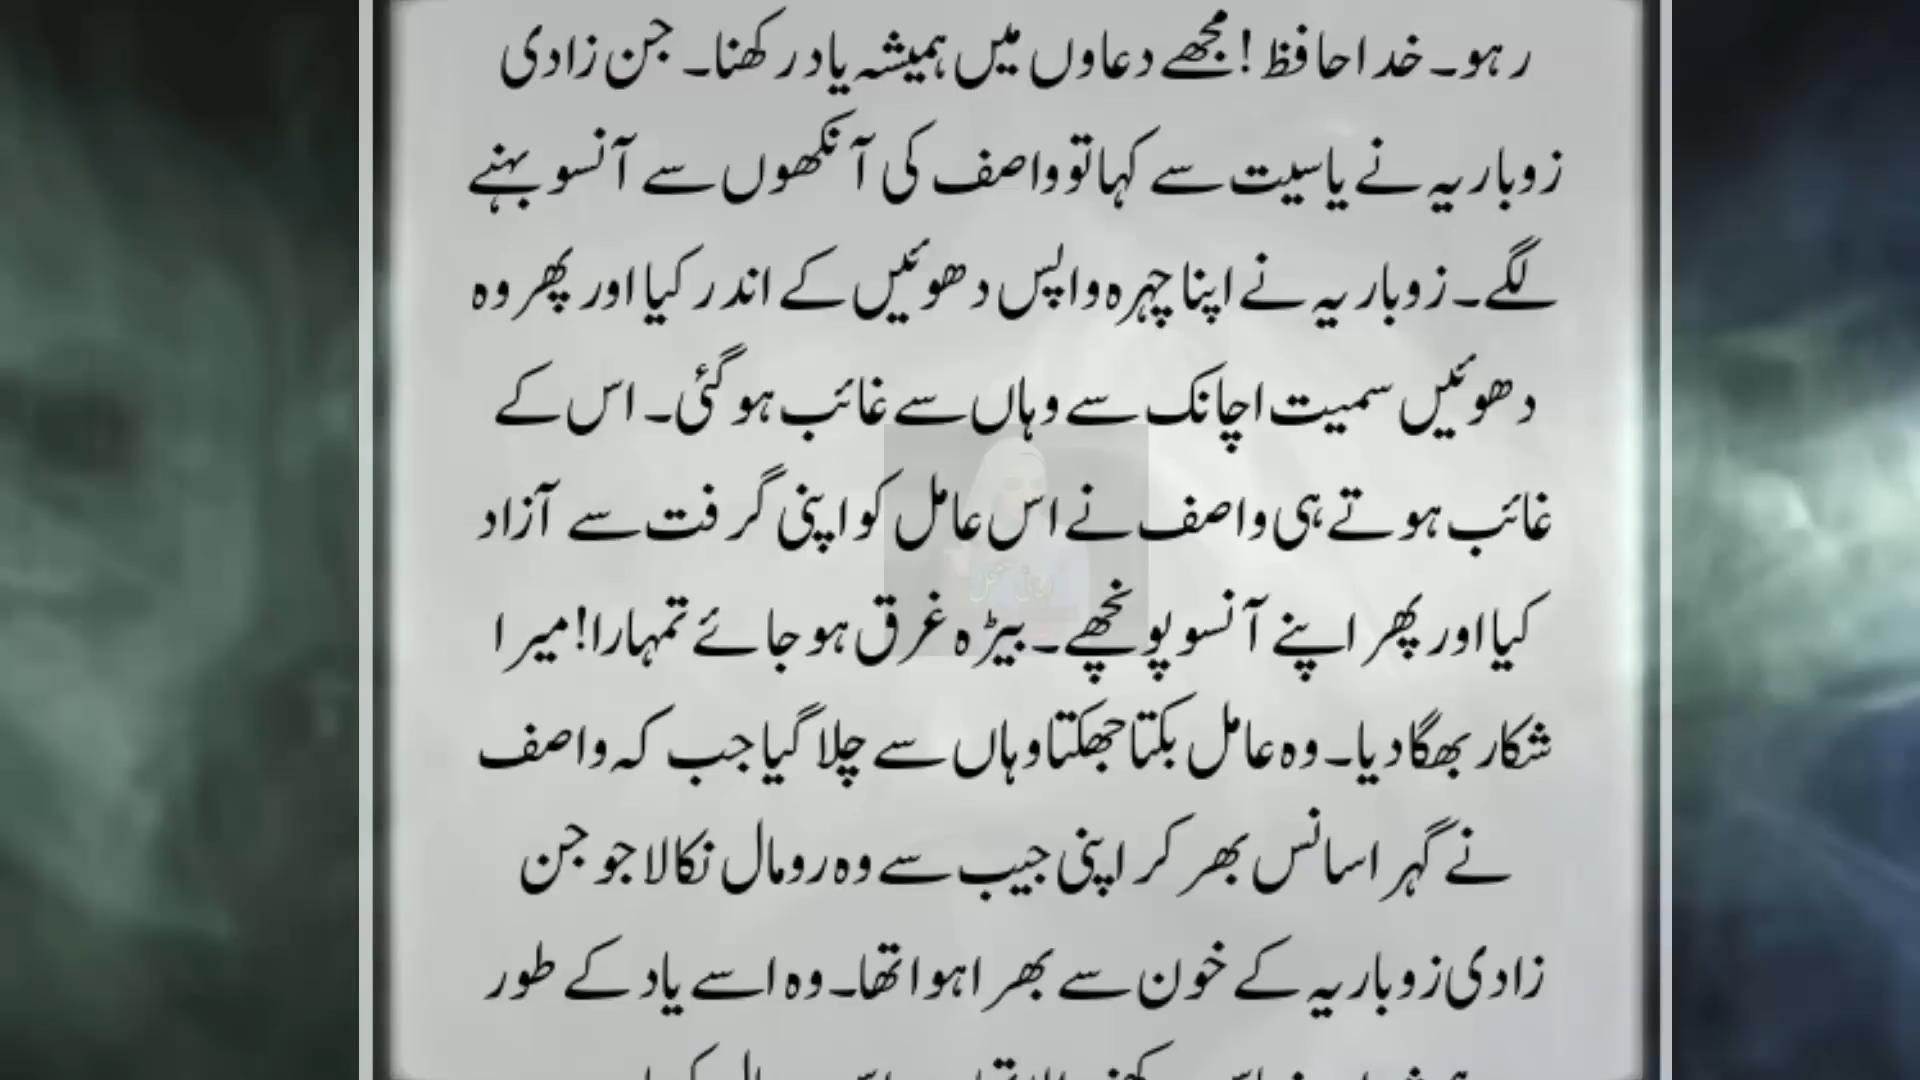 رہو۔ خدا حافظ! مجھے دعاوں میں ہمیشہ یاد رکھنا۔ جن زادی
زوباریہ نے یاسیت سے کہا تو واصف کی آنکھوں سے آنسو بہنے
لگے۔ زوباریہ نے اپنا چہرہ واپس دھوئیں کے اندر کیا اور پھر وہ
دھوئیں سمیت اچانک سے وہاں سے غائب ہو گئی۔ اس کے
غائب ہوتے ہی واصف نے اس عامل کو اپنی گرفت سے آزاد
کیا اور پھر اپنے آنسو پونچھے۔ بیڑہ غرق ہو جائے تمہارا! میرا
شکار بھگا دیا۔ وہ عامل بکتا جھکتا وہاں سے چلا گیا جب کہ واصف
نے گہرا سانس بھر کر اپنی جیب سے وہ رومال نکالا جو جن
زادی زوباریہ کے خون سے بھرا ہوا تھا۔ وہ اسے یاد کے طور